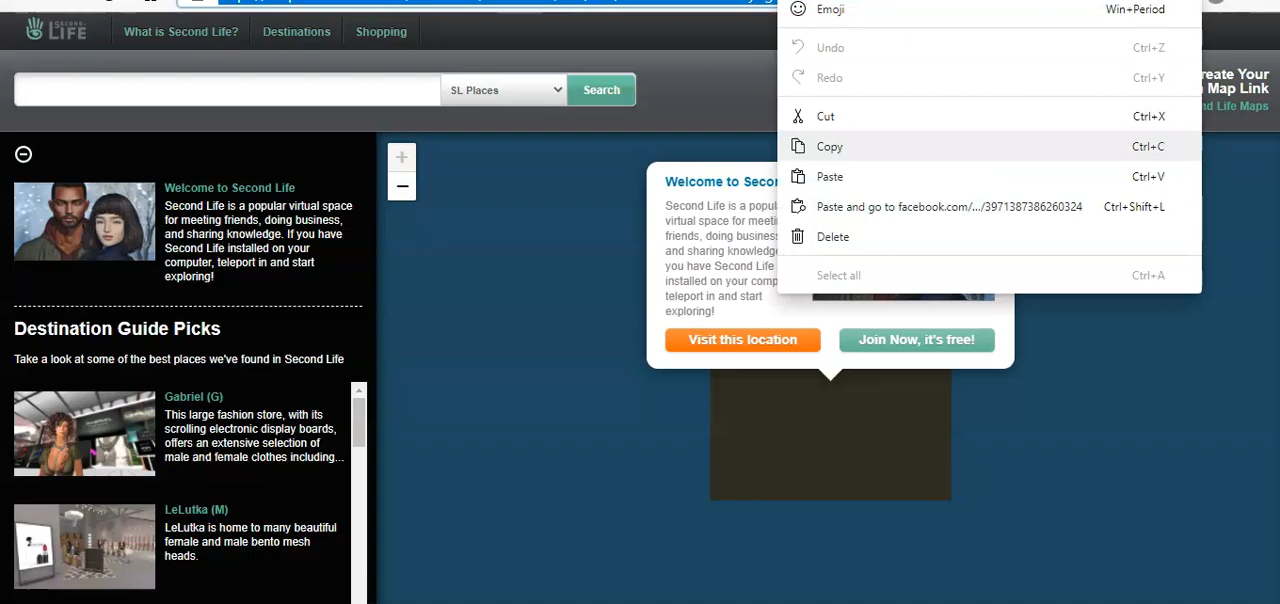 Emoji Win+Period
SECOND LIFE
What is Second Life?
Destinations
Shopping
Undo Ctrl+Z
Redo Ctrl+Y
SL Places
Search
reate Your
Map Link
nd Life Maps
Cut Ctrl+X
Copy Ctrl+C
Paste Ctrl+V
Paste and go to facebook.com/.../3971387386260324 Ctrl+Shift+L
Delete
Select all Ctrl+A
Welcome to Second Life
Second Life is a popular virtual space
for meeting friends, doing business,
and sharing knowledge. If you have
Second Life installed on your
computer, teleport in and start
exploring!
Destination Guide Picks
Take a look at some of the best places we've found in Second Life
Gabriel (G)
This large fashion store, with its
scrolling electronic display boards,
offers an extensive selection of
male and female clothes including...
LeLutka (M)
LeLutka is home to many beautiful
female and male bento mesh
heads.
+
−
Welcome to Secon
Second Life is a popul
virtual space for meeti
friends, doing business
and sharing knowledge
you have Second Life
installed on your comp
teleport in and start
exploring!
Visit this location
Join Now, it's free!